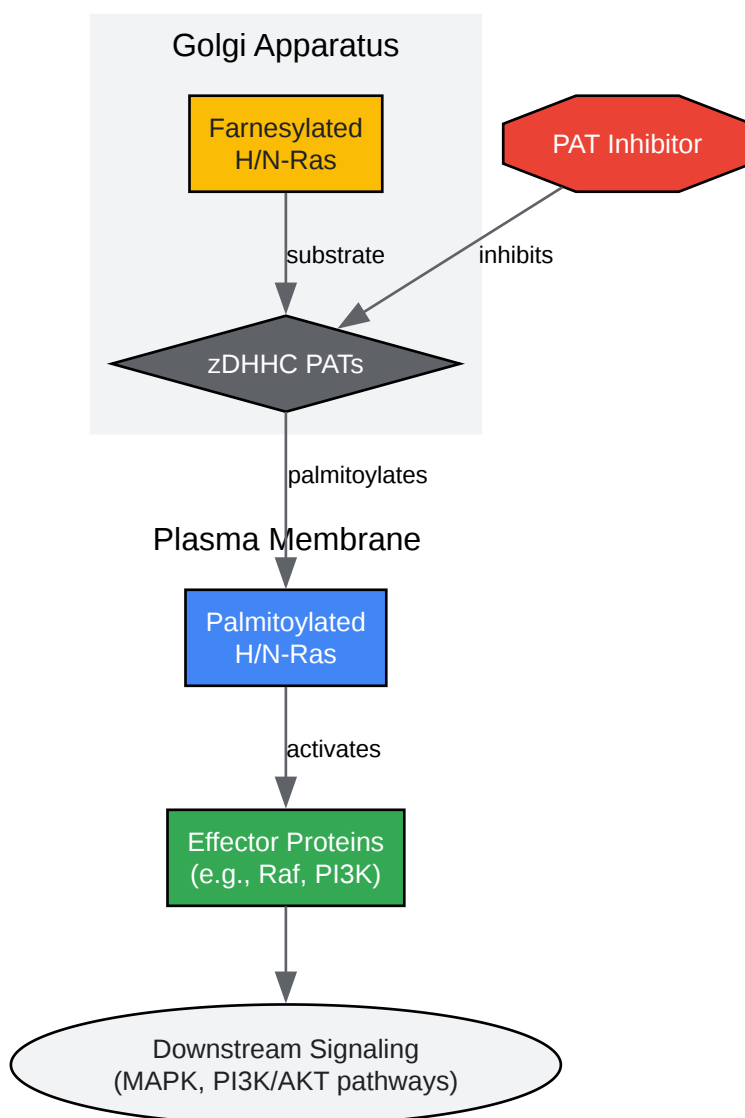 Golgi Apparatus
Farnesylated
H/N-Ras
PAT Inhibitor
substrate
inhibits
zDHHC PATs
palmitoylates
Plasma Membrane
Palmitoylated
H/N-Ras
activates
Effector Proteins
(e.g., Raf, PI3K)
Downstream Signaling
(MAPK, PI3K/AKT pathways)